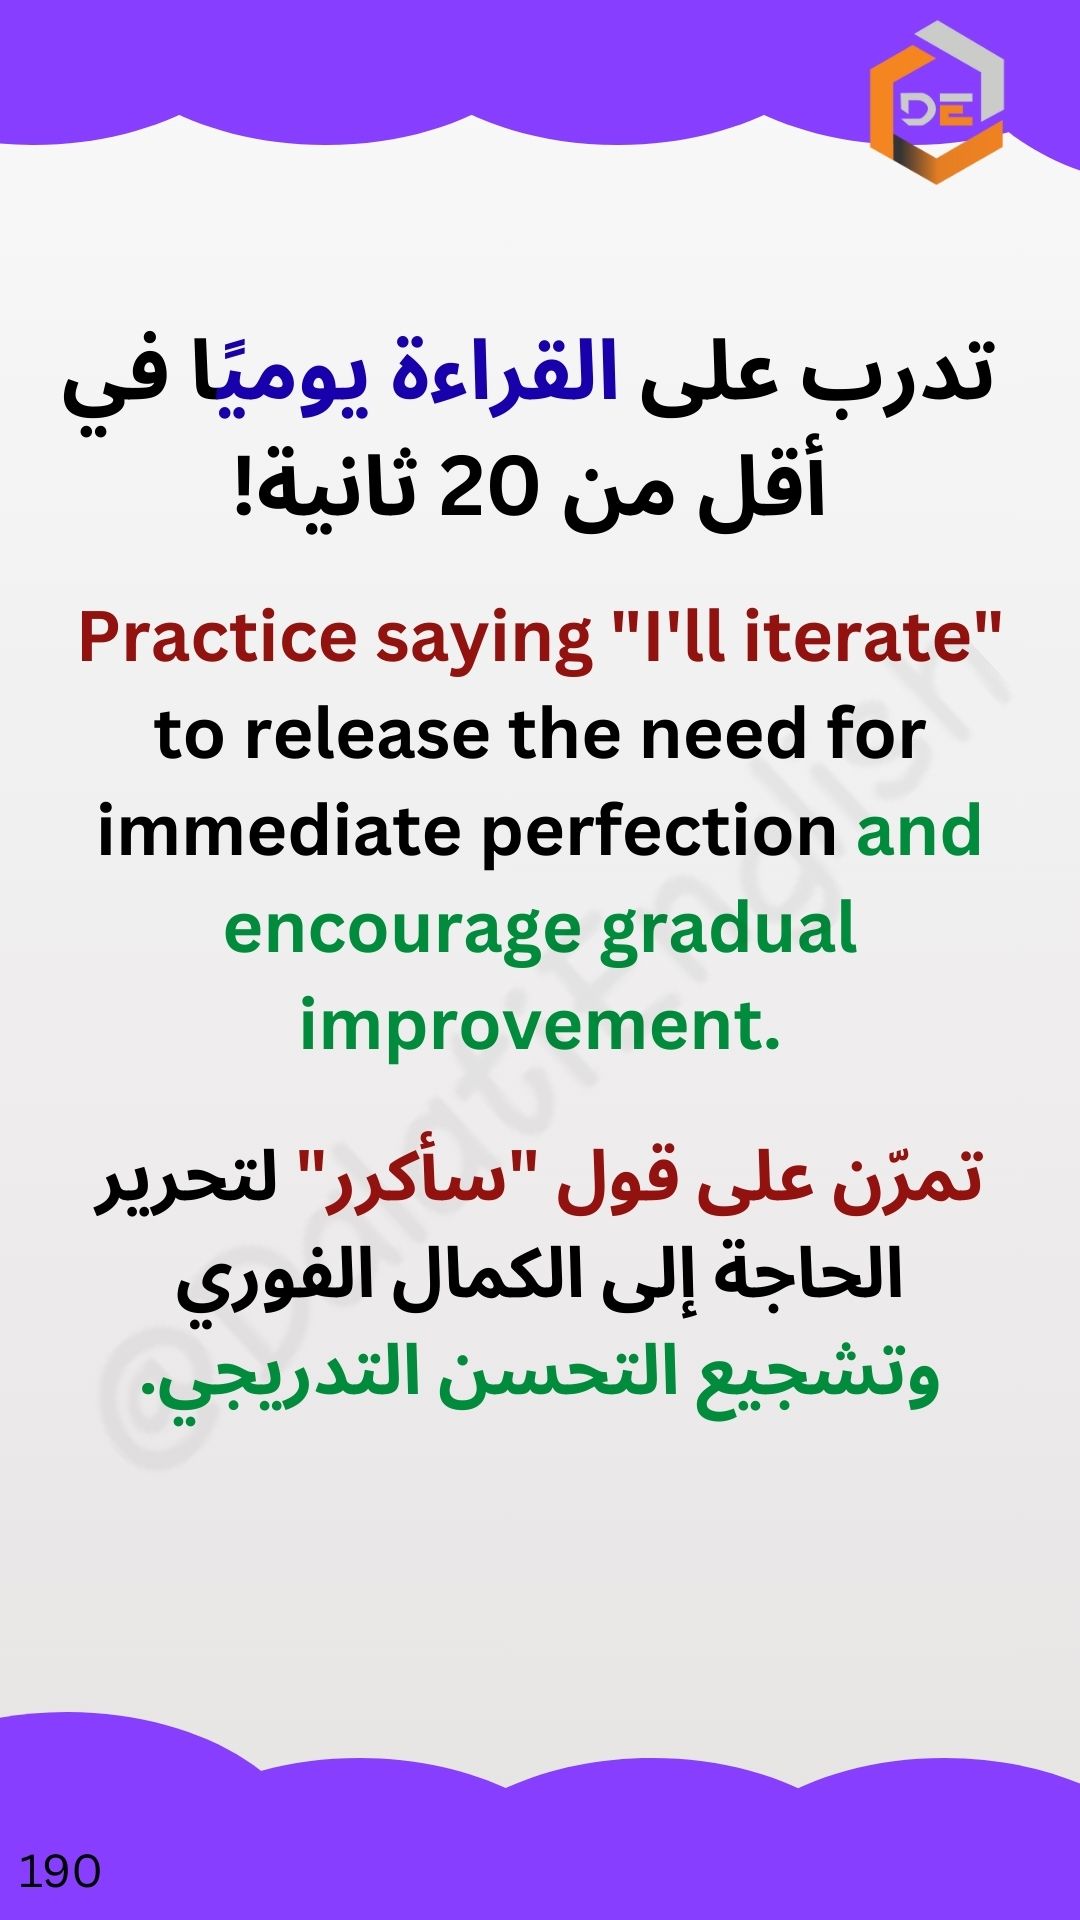 DE
تدرب على القراءة يوميًا في
أقل من 20 ثانية!
Practice saying "I'll iterate"
to release the need for
immediate perfection and
encourage gradual
improvement.
تمرّن على قول "سأكرر" لتحرير
الحاجة إلى الكمال الفوري
وتشجيع التحسن التدريجي.
@DalatiEnglish
190